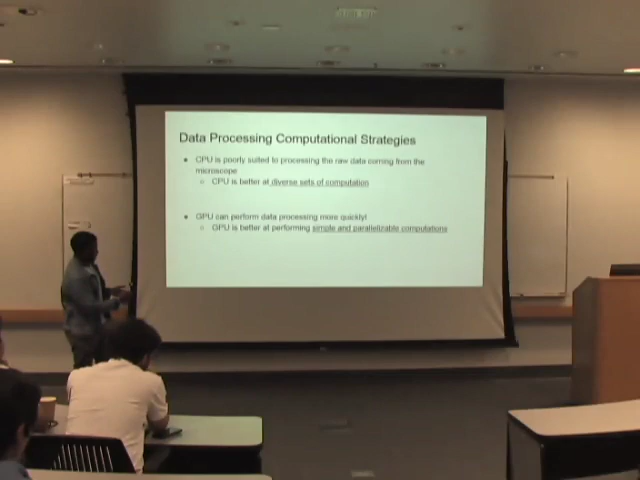 Data Processing Computational Strategies
● CPU is poorly suited to processing the raw data coming from the
microscope
○ CPU is better at diverse sets of computation
● GPU can perform data processing more quickly!
○ GPU is better at performing simple and parallelizable computations